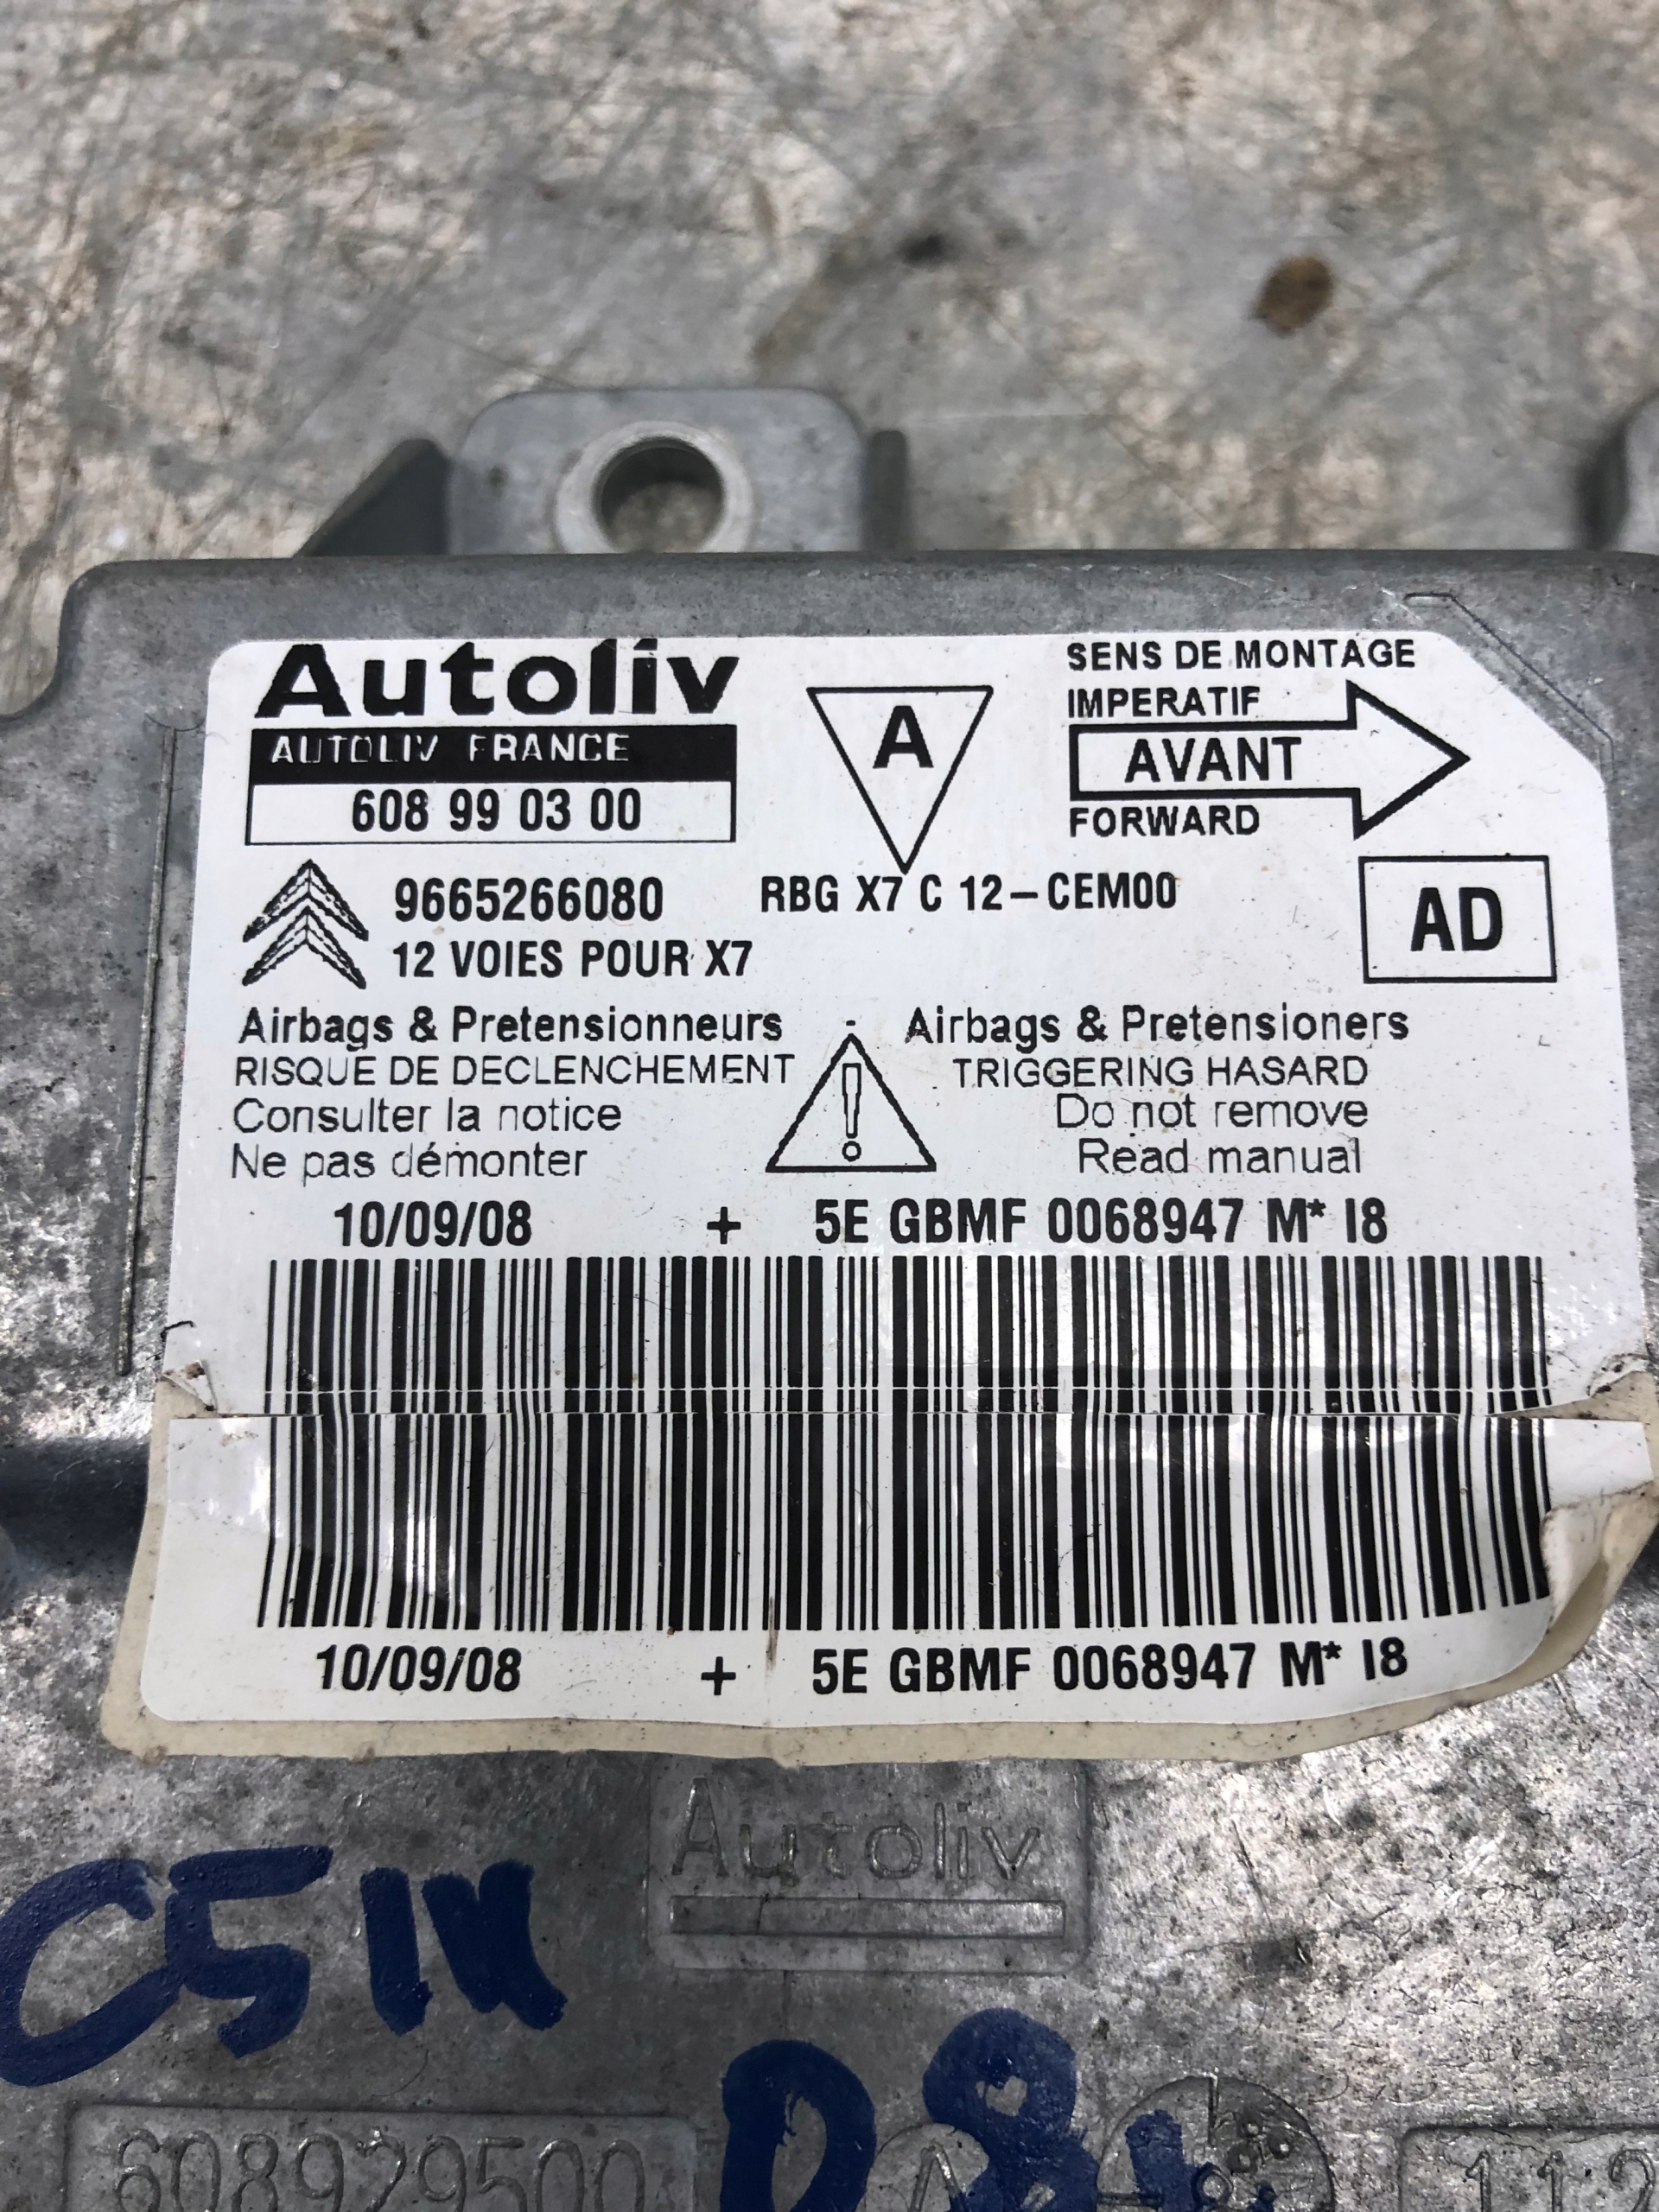 Autoliv
AUTOLIV FRANCE
608 99 03 00
A
SENS DE MONTAGE
IMPERATIF
AVANT
FORWARD
9665266080
RBG X7 C 12-CEM00
12 VOIES POUR X7
AD
Airbags & Pretensionneurs
RISQUE DE DECLENCHEMENT
Consulter la notice
Ne pas démonter
Airbags & Pretensioners
TRIGGERING HASARD
Do not remove
Read manual
10/09/08 + 5E GBMF 0068947 M* I8
10/09/08 + 5E GBMF 0068947 M* I8
Autoliv
C5
608929500